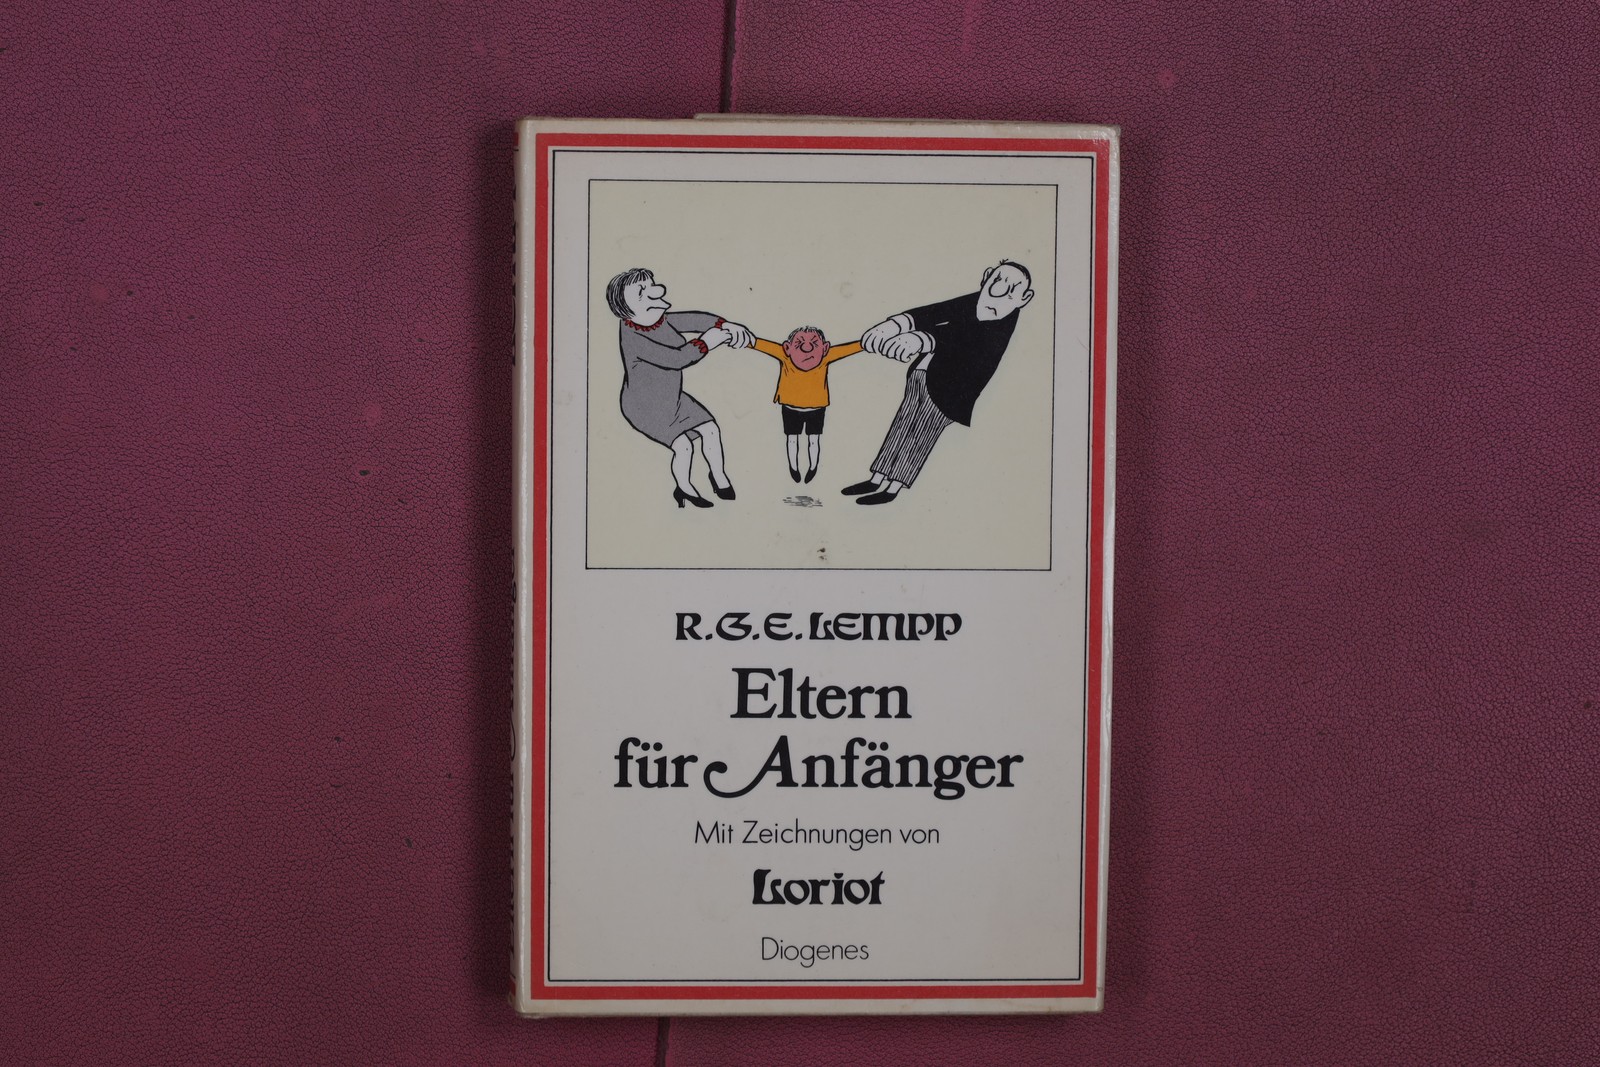 R.G.E. LEMPP
Eltern
für Anfänger
Mit Zeichnungen von
Loriot
Diogenes